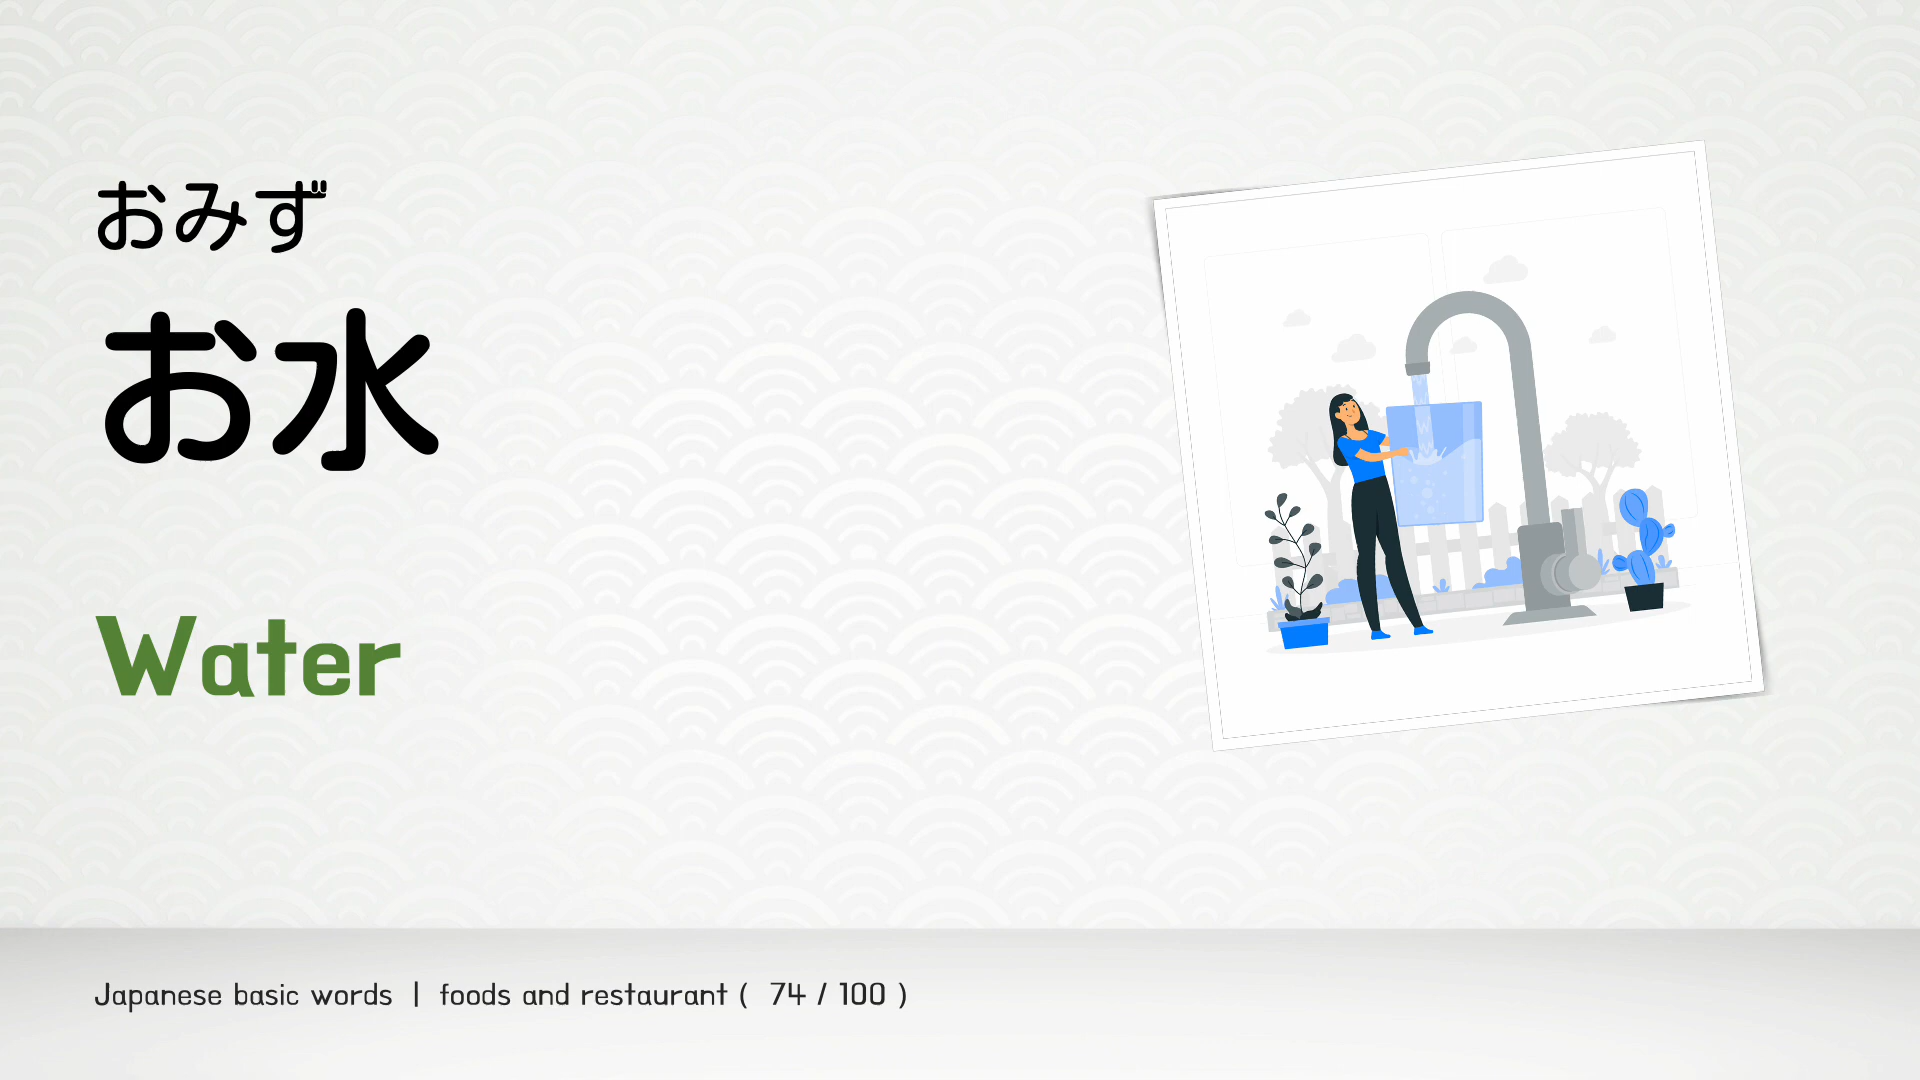 おみず
お水
Water
Japanese basic words | foods and restaurant ( 74 / 100 )